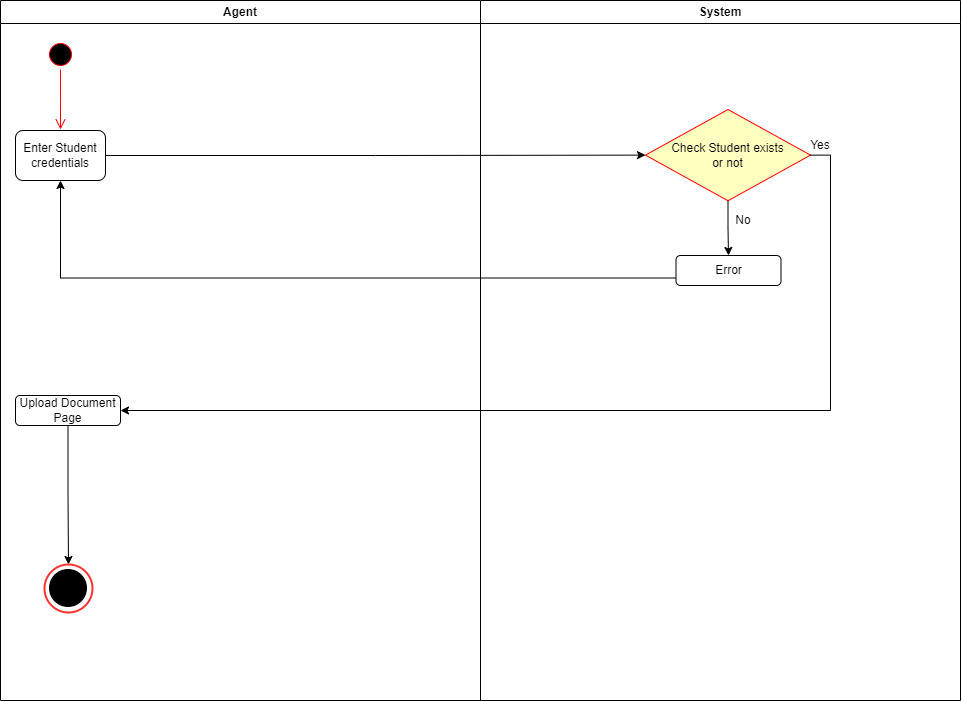 Agent
System
Enter Student
credentials
Check Student exists
or not
Yes
No
Error
Upload Document
Page